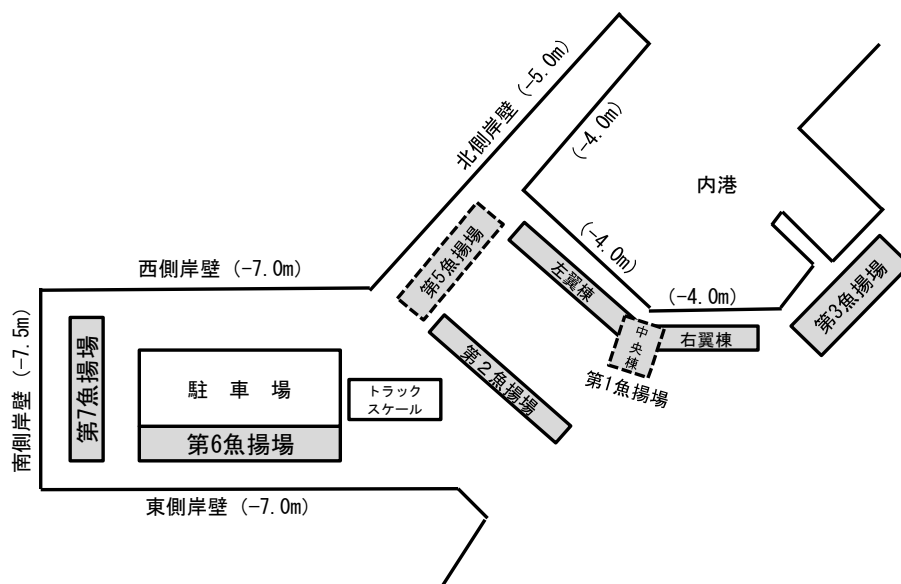 北側岸壁（-5.0m）
（-4.0m）
内港
（-4.0m）
西側岸壁（-7.0m）
第5魚揚場
左翼棟
（-4.0m）
第3魚揚場
中央棟
右翼棟
第1魚揚場
第２魚揚場
南側岸壁（-7.5m）
第7魚揚場
駐 車 場
トラック
スケール
第6魚揚場
東側岸壁（-7.0m）